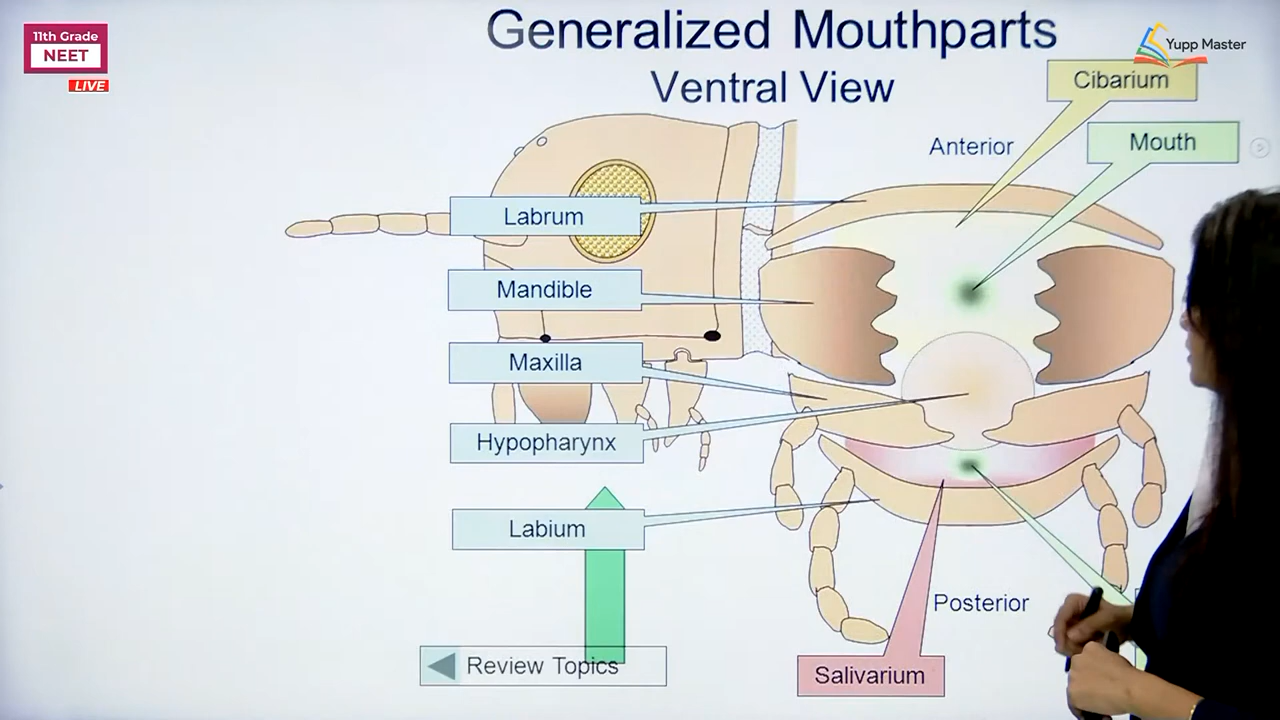 11th Grade
NEET
LIVE
Generalized Mouthparts
Ventral View
Yupp Master
Cibarium
Anterior
Mouth
Labrum
Mandible
Maxilla
Hypopharynx
Labium
Posterior
Review Topics
Salivarium